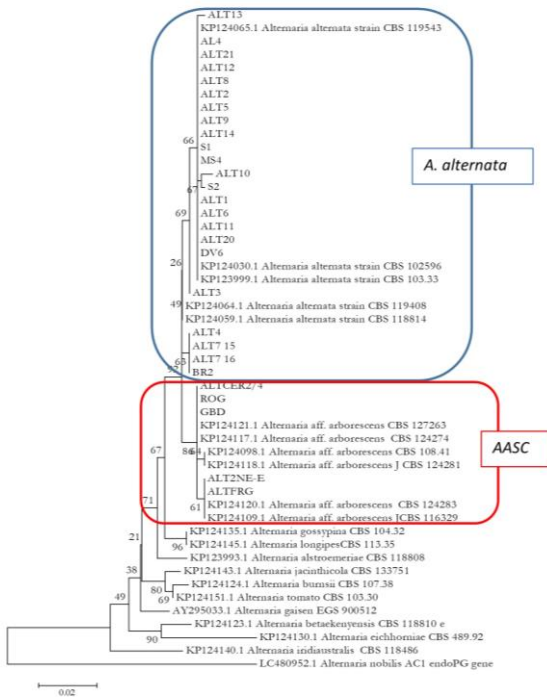 ALT13
KP124065.1 Alternaria alternata strain CBS 119543
AL4
ALT21
ALT12
ALT8
ALT2
ALT5
ALT9
ALT14
66
S1
MS4
ALT10
67
S2
ALT1
69
ALT6
ALT11
ALT20
DV6
26
KP124030.1 Alternaria alternata strain CBS 102596
KP123999.1 Alternaria alternata strain CBS 103.33
ALT3
49
KP124064.1 Alternaria alternata strain CBS 119408
KP124059.1 Alternaria alternata strain CBS 118814
ALT4
ALT7 15
63
ALT7 16
92
BR2
A. alternata
ALTCER2/4
ROG
GBD
KP124121.1 Alternaria aff. arborescens CBS 127263
KP124117.1 Alternaria aff. arborescens CBS 124274
64
67
KP124098.1 Alternaria aff. arborescens CBS 108.41
KP124118.1 Alternaria aff. arborescens J CBS 124281
ALT2NE-E
ALTFRG
61
71
KP124120.1 Alternaria aff. arborescens CBS 124283
KP124109.1 Alternaria aff. arborescens JCBS 116329
AASC
KP124135.1 Alternaria gossypina CBS 104.32
96
KP124145.1 Alternaria longipesCBS 113.35
21
KP123993.1 Alternaria alstroemeriae CBS 118808
KP124143.1 Alternaria jacinthicola CBS 133751
38
80
KP124124.1 Alternaria burnsii CBS 107.38
69
KP124151.1 Alternaria tomato CBS 103.30
49
AY295033.1 Alternaria gaisen EGS 900512
KP124123.1 Alternaria betaekenyensis CBS 118810 e
90
KP124130.1 Alternaria eichhorniae CBS 489.92
KP124140.1 Alternaria iridiaustralis CBS 118486
LC480952.1 Alternaria nobilis AC1 endoPG gene
0.02